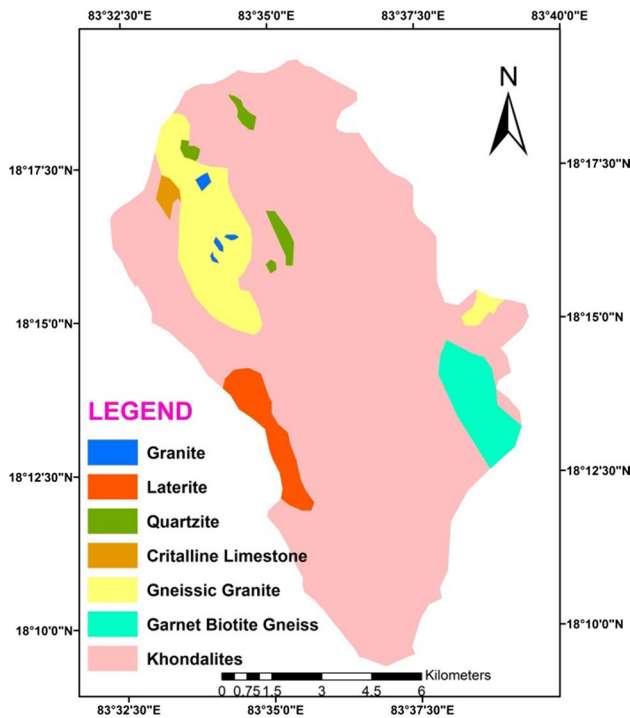 83°32'30"E 83°35'0"E 83°37'30"E 83°40'0"E
N
18°17'30"N 18°17'30"N
18°15'0"N 18°15'0"N
LEGEND
Granite
Laterite
18°12'30"N 18°12'30"N
Quartzite
Critalline Limestone
Gneissic Granite
Garnet Biotite Gneiss
18°10'0"N 18°10'0"N
Khondalites
Kilometers
0 0.75 1.5 3 4.5 6
83°32'30"E 83°35'0"E 83°37'30"E